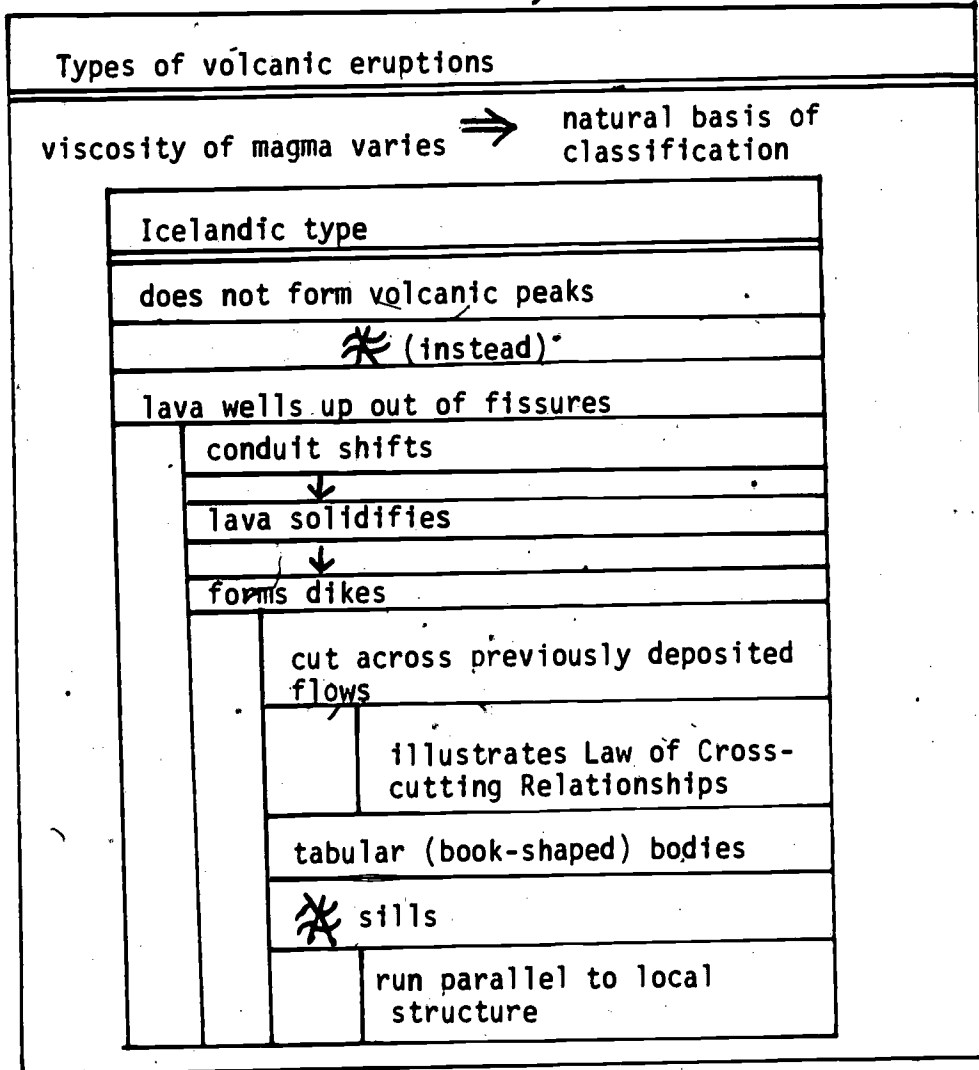 Types of volcanic eruptions
viscosity of magma varies ⇒ natural basis of
classification
Icelandic type
does not form volcanic peaks
(instead)
lava wells up out of fissures
conduit shifts
↓
lava solidifies
↓
forms dikes
cut across previously deposited
flows
illustrates Law of Cross-
cutting Relationships
tabular (book-shaped) bodies
sills
run parallel to local
structure